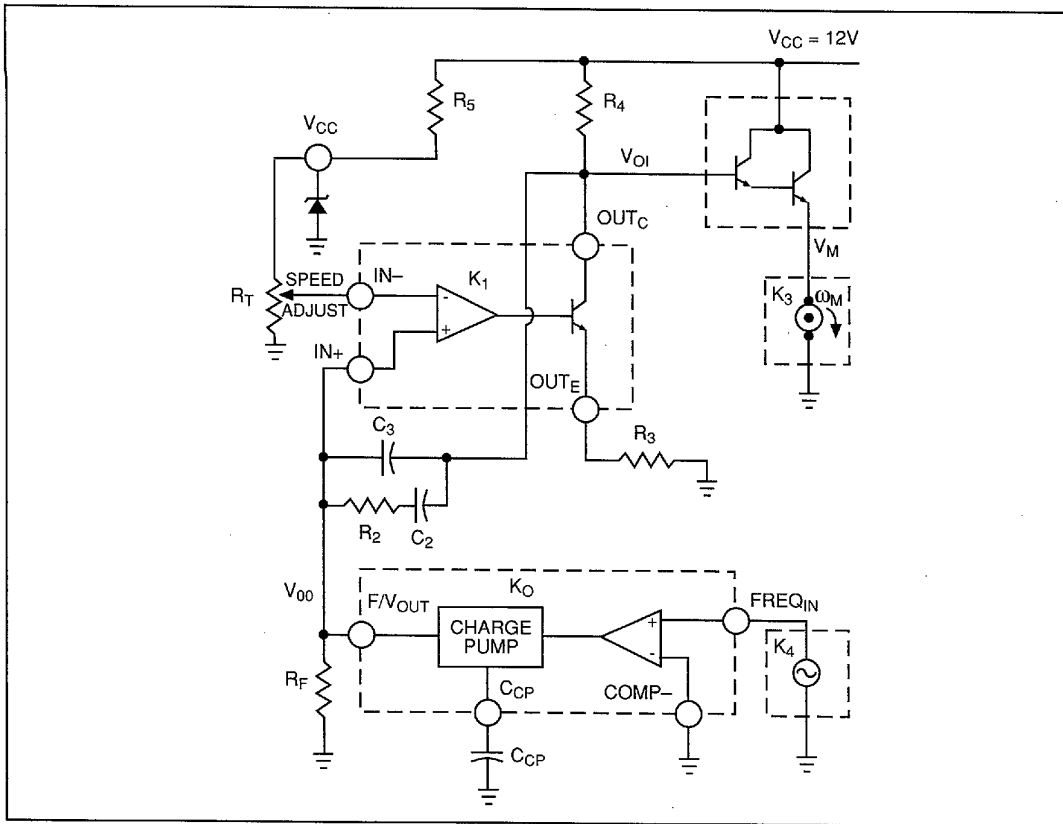 V_CC = 12V
R_5
R_4
V_CC
V_OI
OUT_C
V_M
K_1
IN–
SPEED
ADJUST
R_T
-
+
K_3
ω_M
IN+
OUT_E
C_3
R_3
R_2
C_2
V_00
F/V_OUT
K_O
FREQ_IN
CHARGE
PUMP
+
-
K_4
R_F
C_CP
COMP–
C_CP